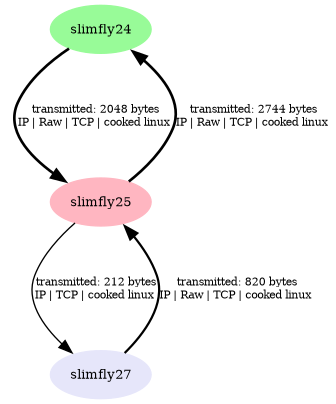 slimfly24
transmitted: 2048 bytes
IP | Raw | TCP | cooked linux
transmitted: 2744 bytes
IP | Raw | TCP | cooked linux
slimfly25
transmitted: 212 bytes
IP | TCP | cooked linux
transmitted: 820 bytes
IP | Raw | TCP | cooked linux
slimfly27